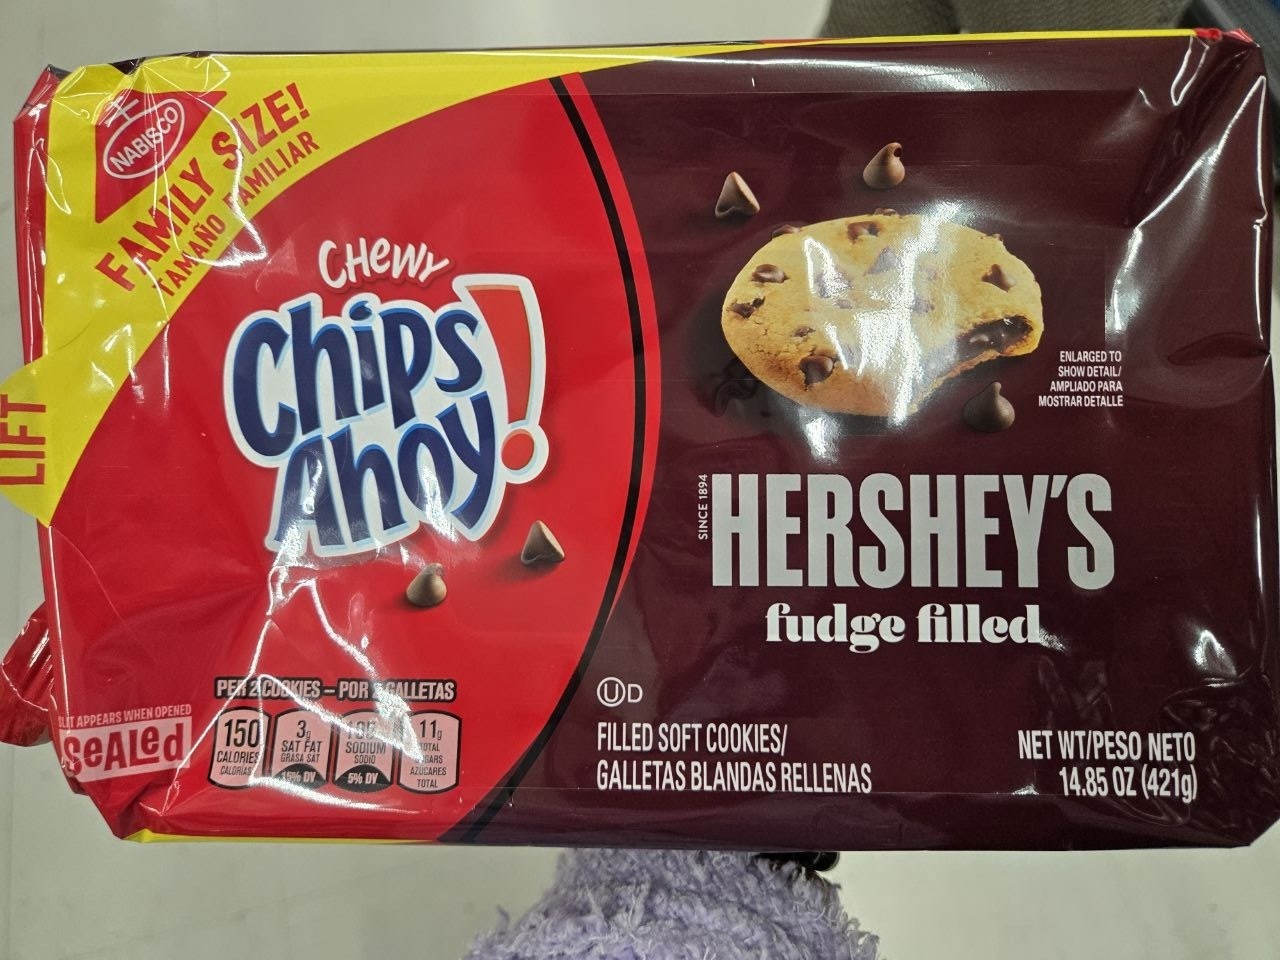 NABISCO
FAMILY SIZE!
TAMAÑO FAMILIAR
LIFT
CHEWY
Chips
Ahoy!
ENLARGED TO
SHOW DETAIL/
AMPLIADO PARA
MOSTRAR DETALLE
SINCE 1894
HERSHEY'S
fudge filled
PER 2 COOKIES – POR 2 GALLETAS
150
CALORIES
CALORÍAS
3g
SAT FAT
GRASA SAT
15% DV
SODIUM
SODIO
5% DV
11g
TOTAL
SUGARS
AZÚCARES
TOTAL
APPEARS WHEN OPENED
SeALed
U D
FILLED SOFT COOKIES/
GALLETAS BLANDAS RELLENAS
NET WT/PESO NETO
14.85 OZ (421g)